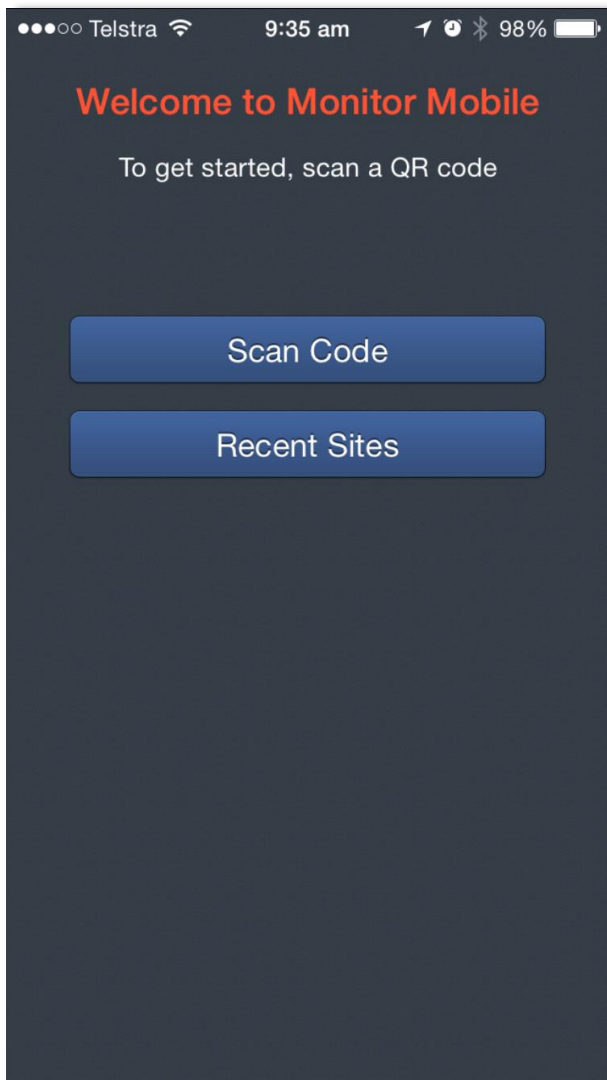 Telstra 9:35 am 98%
Welcome to Monitor Mobile
To get started, scan a QR code
Scan Code
Recent Sites